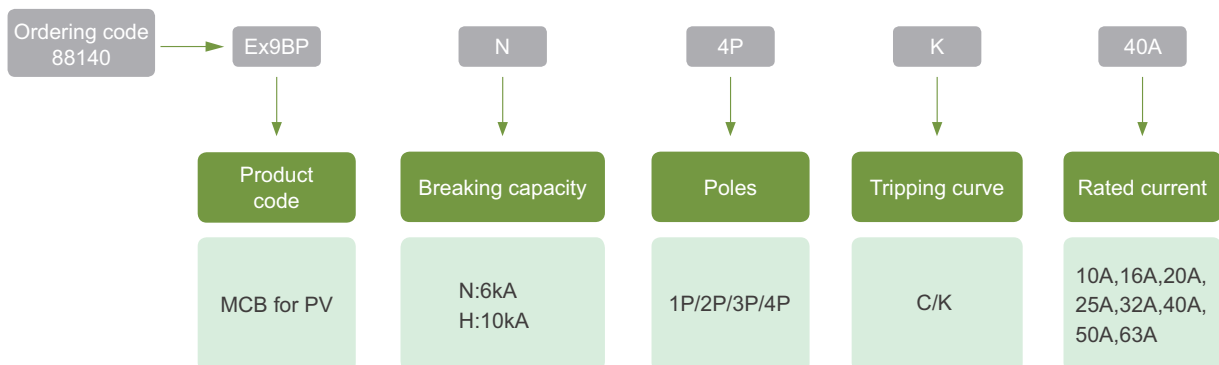 Ordering code
88140
Ex9BP
N
4P
K
40A
Product
code
Breaking capacity
Poles
Tripping curve
Rated current
MCB for PV
N:6kA
H:10kA
1P/2P/3P/4P
C/K
10A,16A,20A,
25A,32A,40A,
50A,63A